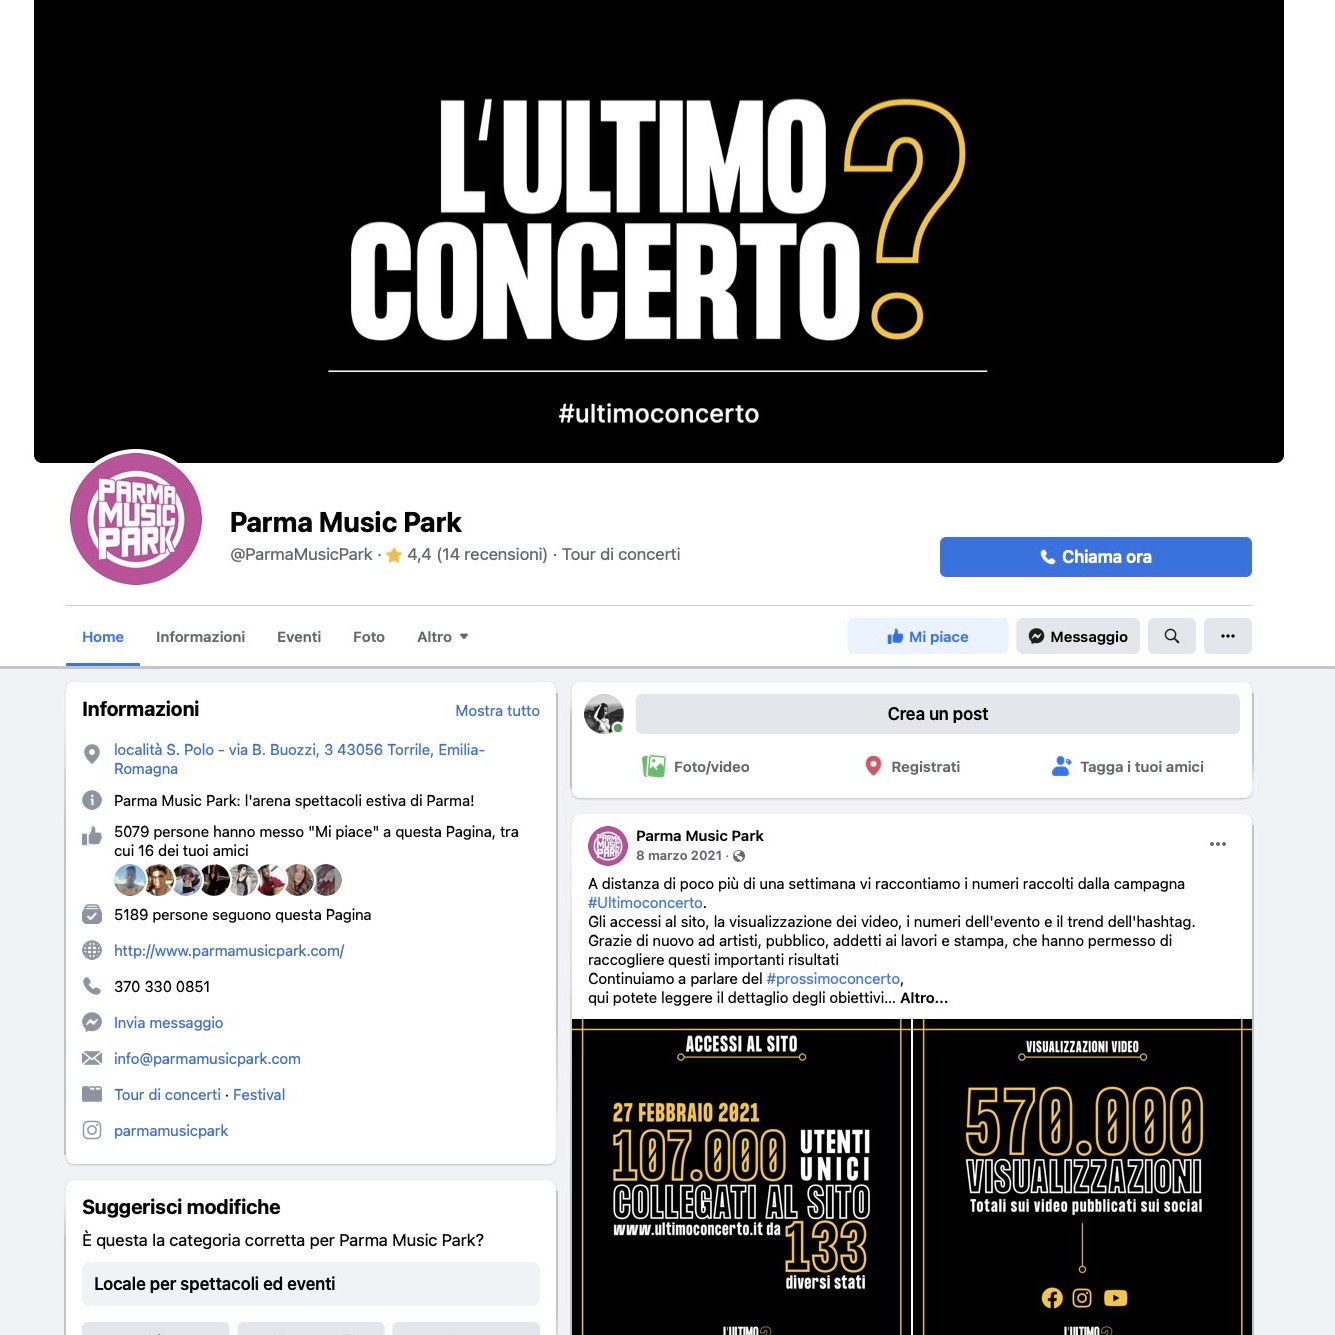 L'ULTIMO
CONCERTO?
#ultimoconcerto
PARMA
MUSIC
PARK
Parma Music Park
@ParmaMusicPark · 4,4 (14 recensioni) · Tour di concerti
Chiama ora
Home
Informazioni
Eventi
Foto
Altro
Mi piace
Messaggio
Informazioni
Mostra tutto
località S. Polo - via B. Buozzi, 3 43056 Torrile, Emilia-
Romagna
Parma Music Park: l'arena spettacoli estiva di Parma!
5079 persone hanno messo "Mi piace" a questa Pagina, tra
cui 16 dei tuoi amici
5189 persone seguono questa Pagina
http://www.parmamusicpark.com/
370 330 0851
Invia messaggio
info@parmamusicpark.com
Tour di concerti · Festival
parmamusicpark
Suggerisci modifiche
È questa la categoria corretta per Parma Music Park?
Locale per spettacoli ed eventi
Crea un post
Foto/video
Registrati
Tagga i tuoi amici
PARMA
MUSIC
PARK
Parma Music Park
8 marzo 2021 ·
A distanza di poco più di una settimana vi raccontiamo i numeri raccolti dalla campagna
#Ultimoconcerto.
Gli accessi al sito, la visualizzazione dei video, i numeri dell'evento e il trend dell'hashtag.
Grazie di nuovo ad artisti, pubblico, addetti ai lavori e stampa, che hanno permesso di
raccogliere questi importanti risultati
Continuiamo a parlare del #prossimoconcerto,
qui potete leggere il dettaglio degli obiettivi... Altro...
ACCESSI AL SITO
27 FEBBRAIO 2021
107.000 UTENTI
UNICI
COLLEGATI AL SITO
www.ultimoconcerto.it da
133
diversi stati
L'ULTIMO
VISUALIZZAZIONI VIDEO
570.000
VISUALIZZAZIONI
Totali sui video pubblicati sui social
L'ULTIMO